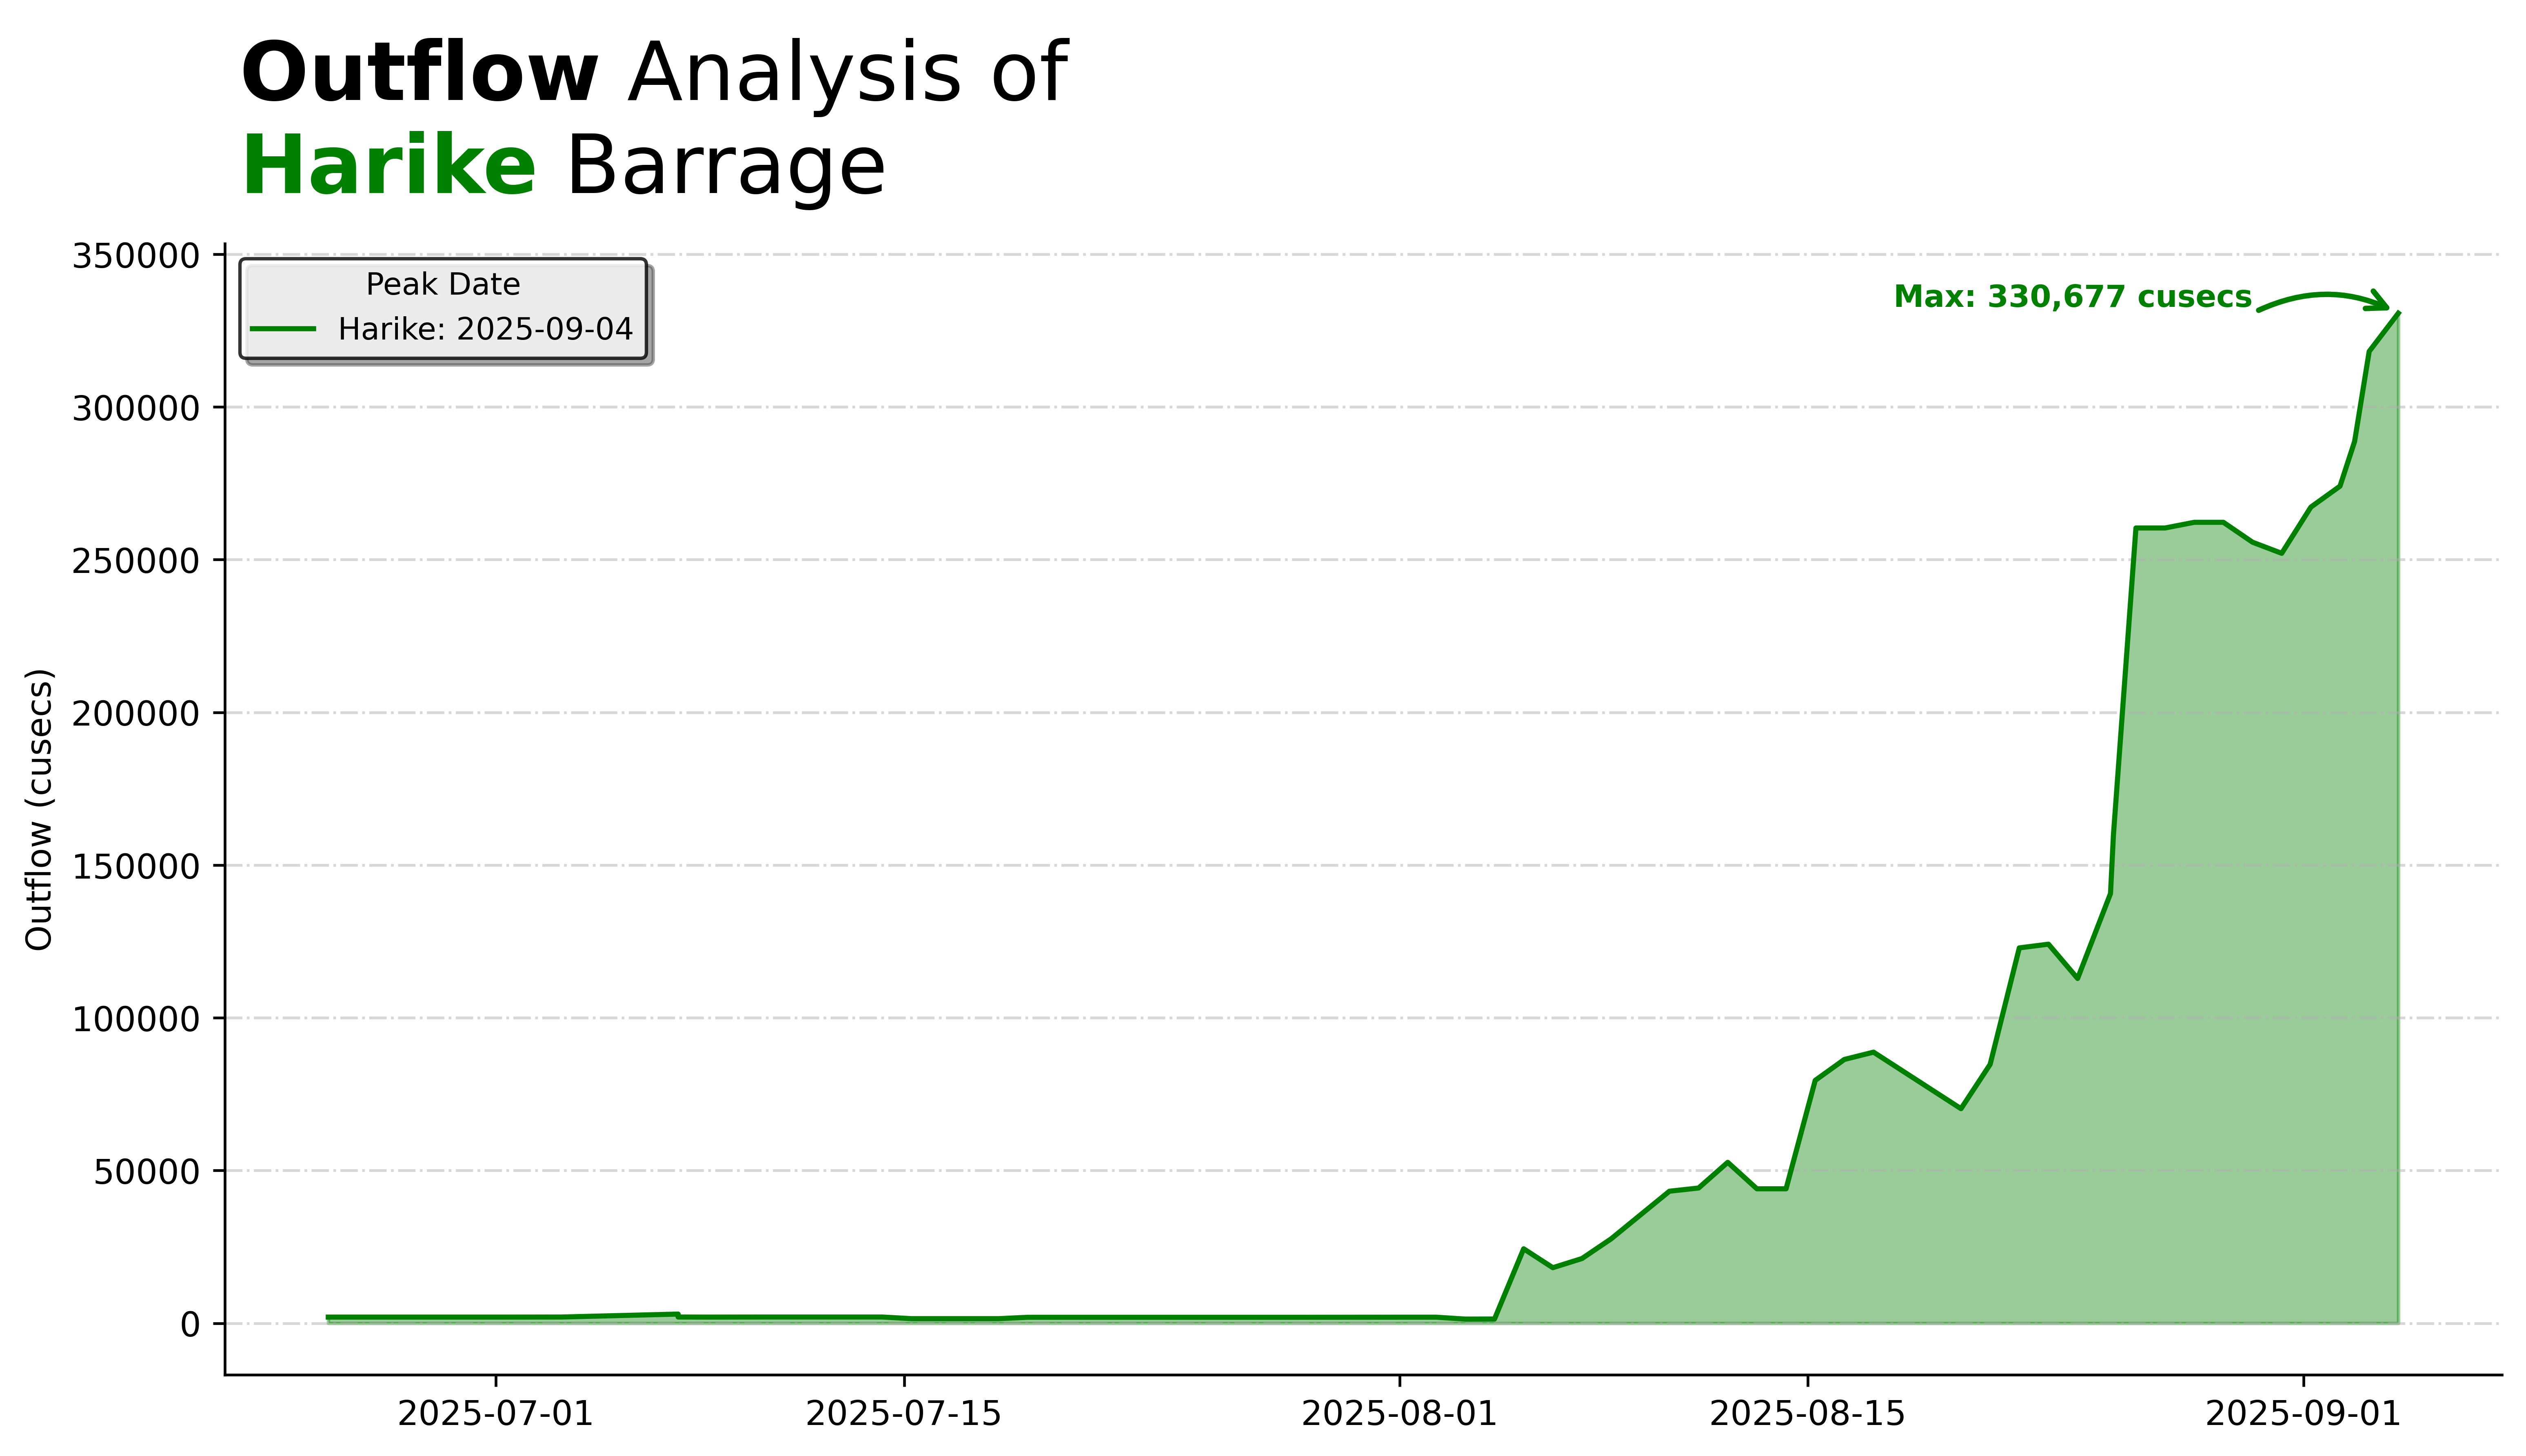 Outflow Analysis of
Harike Barrage
350000
300000
250000
200000
150000
100000
50000
0
Outflow (cusecs)
Peak Date
Harike: 2025-09-04
Max: 330,677 cusecs
2025-07-01
2025-07-15
2025-08-01
2025-08-15
2025-09-01